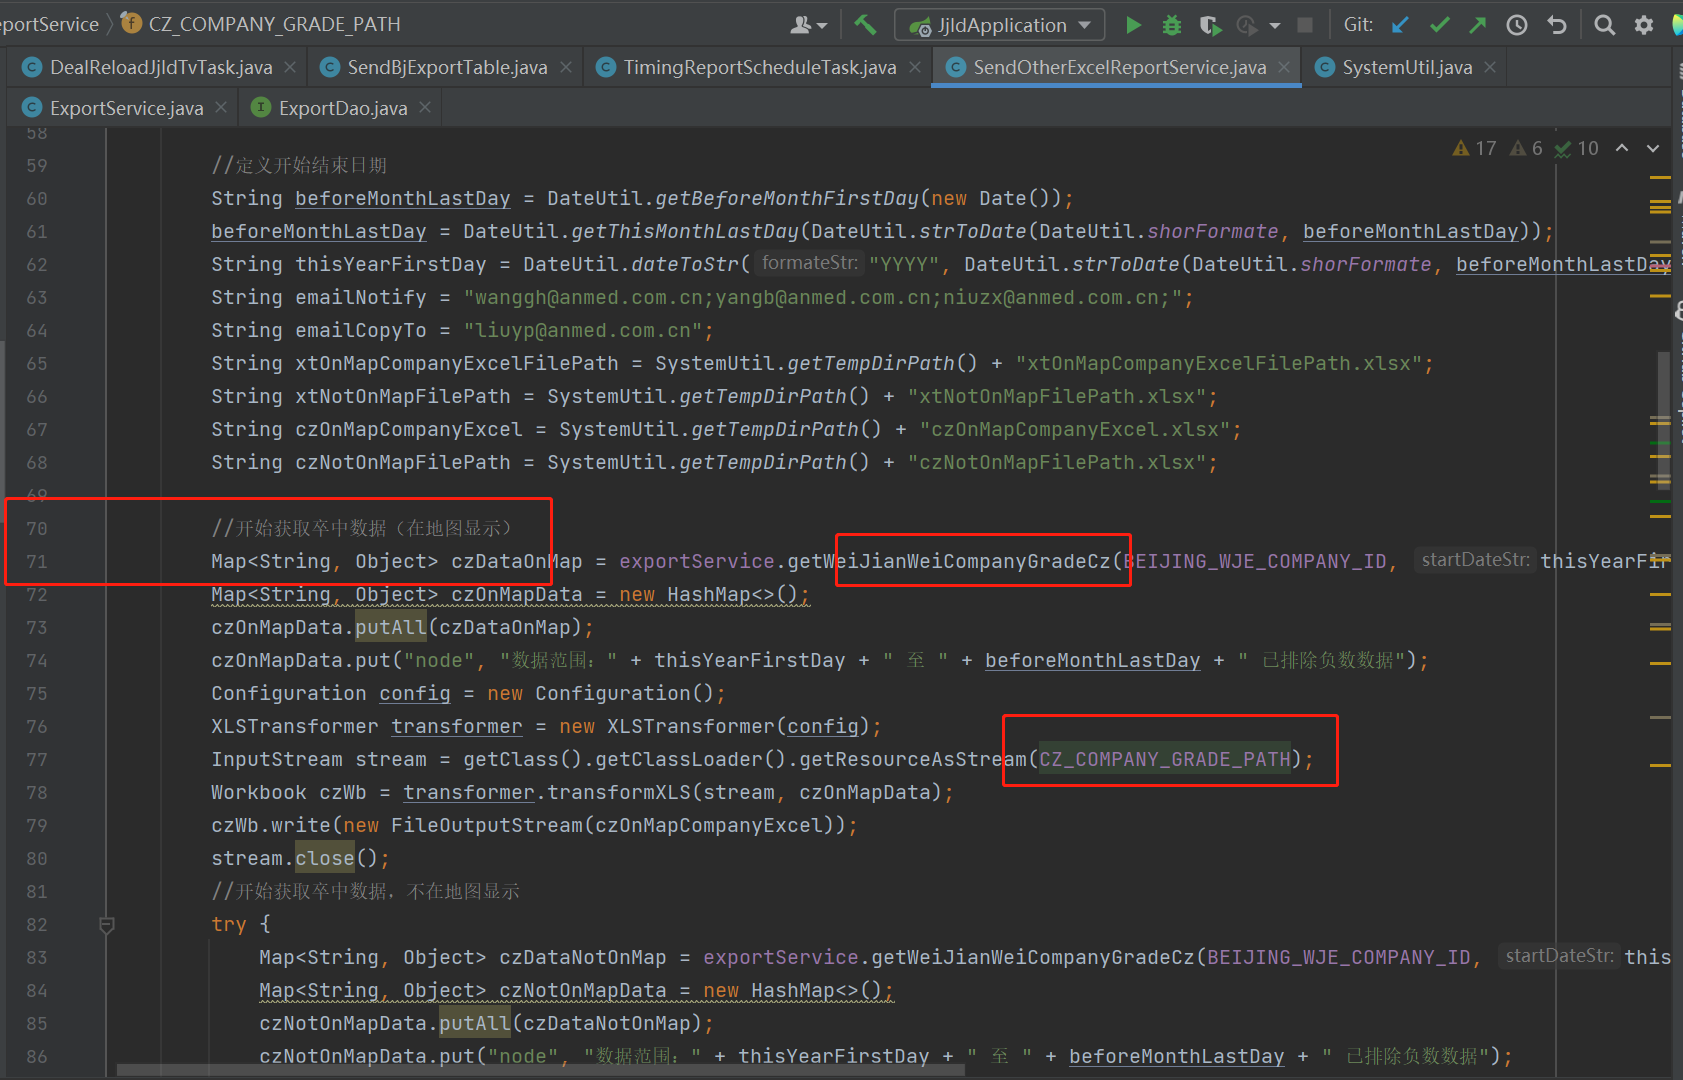 eportService
CZ_COMPANY_GRADE_PATH
JjldApplication
Git:
DealReloadJjldTvTask.java
SendBjExportTable.java
TimingReportScheduleTask.java
SendOtherExcelReportService.java
SystemUtil.java
ExportService.java
ExportDao.java
17 6 10
58
59 //定义开始结束日期
60 String beforeMonthLastDay = DateUtil.getBeforeMonthFirstDay(new Date());
61 beforeMonthLastDay = DateUtil.getThisMonthLastDay(DateUtil.strToDate(DateUtil.shorFormate, beforeMonthLastDay));
62 String thisYearFirstDay = DateUtil.dateToStr( formateStr: "YYYY", DateUtil.strToDate(DateUtil.shorFormate, beforeMonthLastDay
63 String emailNotify = "wanggh@anmed.com.cn;yangb@anmed.com.cn;niuzx@anmed.com.cn;";
64 String emailCopyTo = "liuyp@anmed.com.cn";
65 String xtOnMapCompanyExcelFilePath = SystemUtil.getTempDirPath() + "xtOnMapCompanyExcelFilePath.xlsx";
66 String xtNotOnMapFilePath = SystemUtil.getTempDirPath() + "xtNotOnMapFilePath.xlsx";
67 String czOnMapCompanyExcel = SystemUtil.getTempDirPath() + "czOnMapCompanyExcel.xlsx";
68 String czNotOnMapFilePath = SystemUtil.getTempDirPath() + "czNotOnMapFilePath.xlsx";
69
70 //开始获取卒中数据（在地图显示）
71 Map<String, Object> czDataOnMap = exportService.getWeiJianWeiCompanyGradeCz(BEIJING_WJE_COMPANY_ID, startDateStr: thisYearFir
72 Map<String, Object> czOnMapData = new HashMap<>();
73 czOnMapData.putAll(czDataOnMap);
74 czOnMapData.put("node", "数据范围：" + thisYearFirstDay + " 至 " + beforeMonthLastDay + " 已排除负数数据");
75 Configuration config = new Configuration();
76 XLSTransformer transformer = new XLSTransformer(config);
77 InputStream stream = getClass().getClassLoader().getResourceAsStream(CZ_COMPANY_GRADE_PATH);
78 Workbook czWb = transformer.transformXLS(stream, czOnMapData);
79 czWb.write(new FileOutputStream(czOnMapCompanyExcel));
80 stream.close();
81 //开始获取卒中数据，不在地图显示
82 try {
83 Map<String, Object> czDataNotOnMap = exportService.getWeiJianWeiCompanyGradeCz(BEIJING_WJE_COMPANY_ID, startDateStr: this
84 Map<String, Object> czNotOnMapData = new HashMap<>();
85 czNotOnMapData.putAll(czDataNotOnMap);
86 czNotOnMapData.put("node", "数据范围：" + thisYearFirstDay + " 至 " + beforeMonthLastDay + " 已排除负数数据");